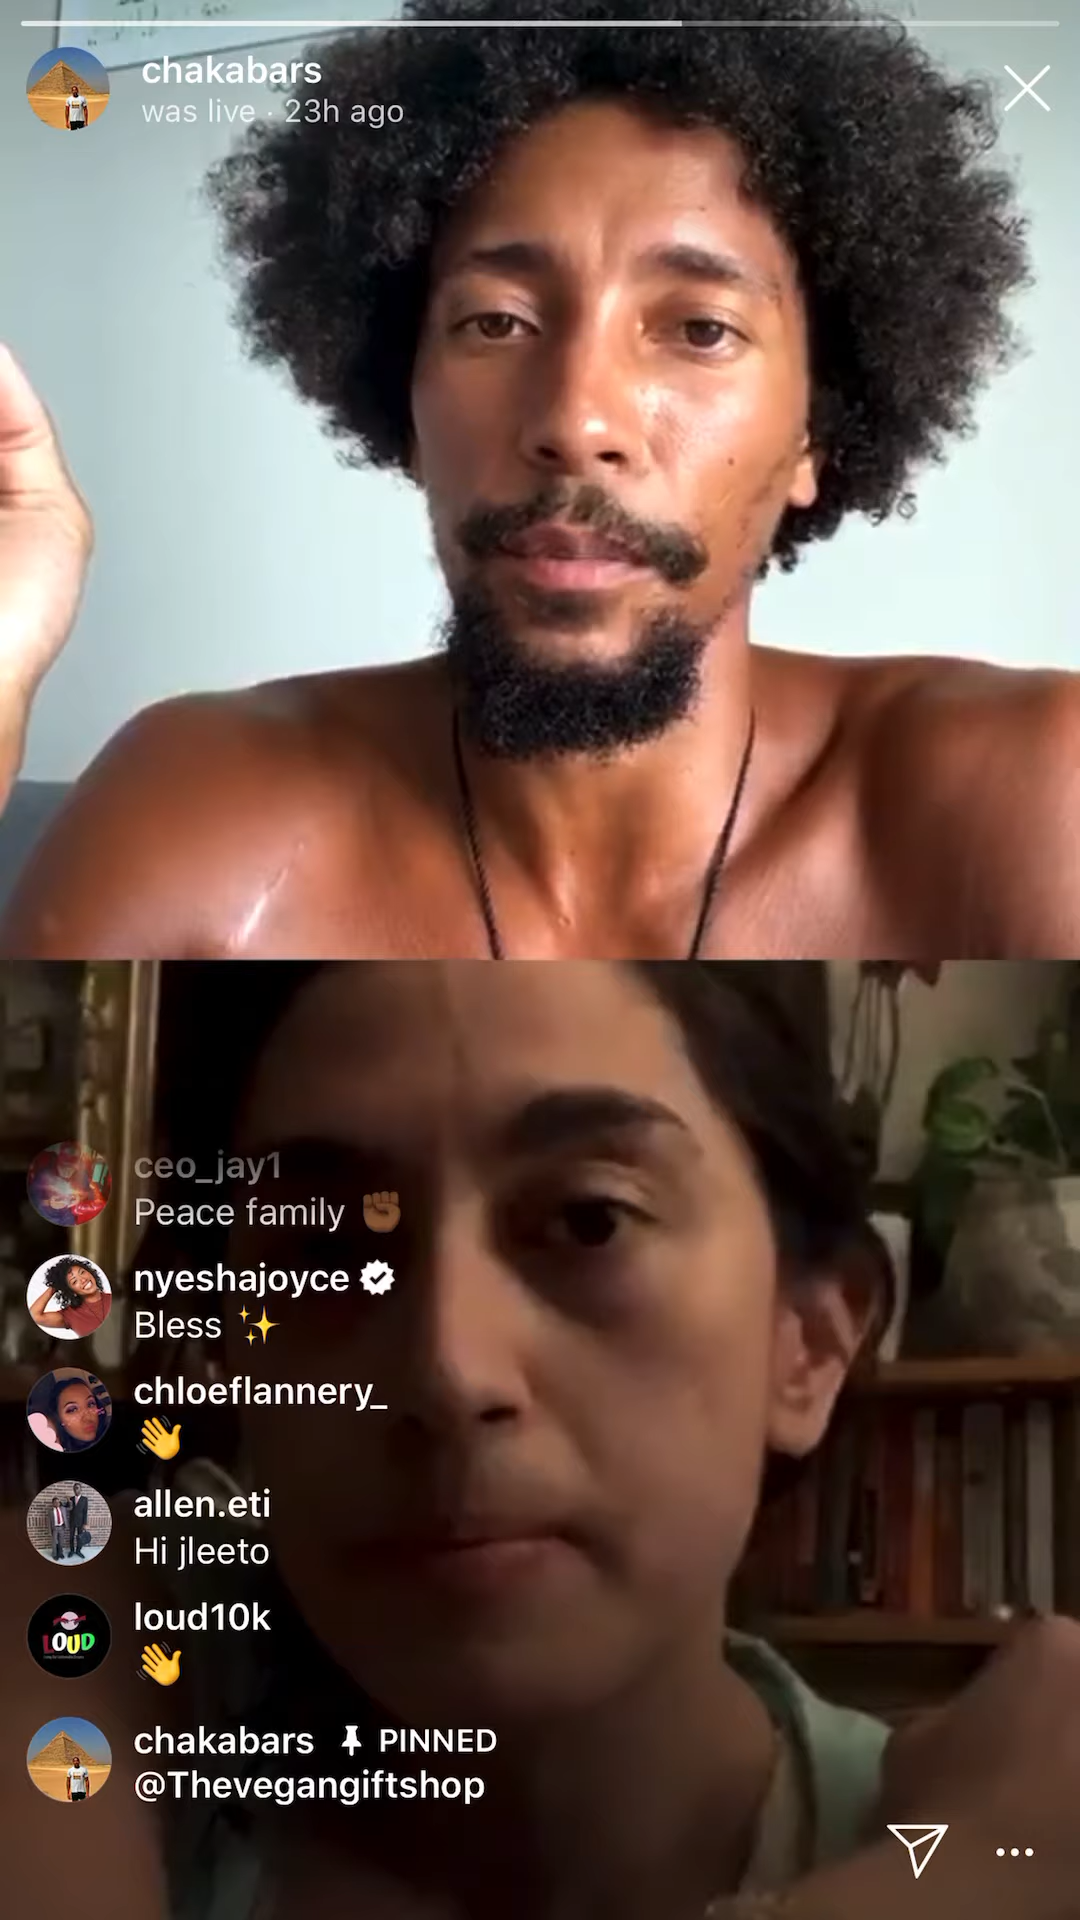 chakabars
was live · 23h ago
ceo_jay1
Peace family ✊🏾
nyeshajoyce
Bless ✨
chloeflannery_
👋
allen.eti
Hi jleeto
loud10k
👋
LOUD
chakabars PINNED
@Thevegangiftshop